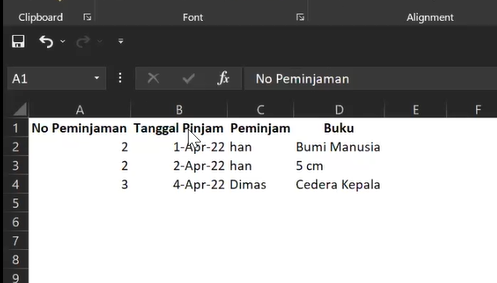 Clipboard Font Alignment
A1 fx No Peminjaman
A B C D E F
1 No Peminjaman Tanggal Pinjam Peminjam Buku
2 2 1-Apr-22 han Bumi Manusia
3 2 2-Apr-22 han 5 cm
4 3 4-Apr-22 Dimas Cedera Kepala
5
6
7
8
9